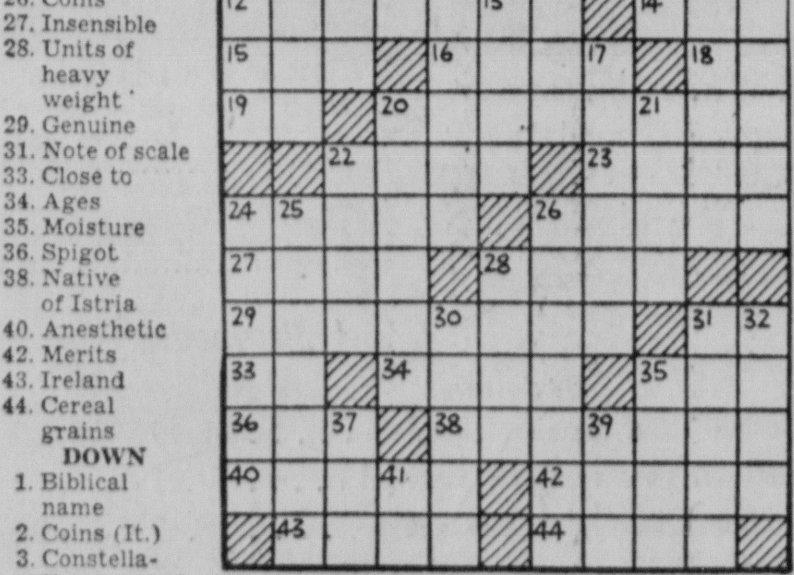 26. Coins
27. Insensible
28. Units of
heavy
weight
29. Genuine
31. Note of scale
33. Close to
34. Ages
35. Moisture
36. Spigot
38. Native
of Istria
40. Anesthetic
42. Merits
43. Ireland
44. Cereal
grains
DOWN
1. Biblical
name
2. Coins (It.)
3. Constella-
12 13 14
15 16 17 18
19 20 21
22 23
24 25 26
27 28
29 30 31 32
33 34 35
36 37 38 39
40 41 42
43 44